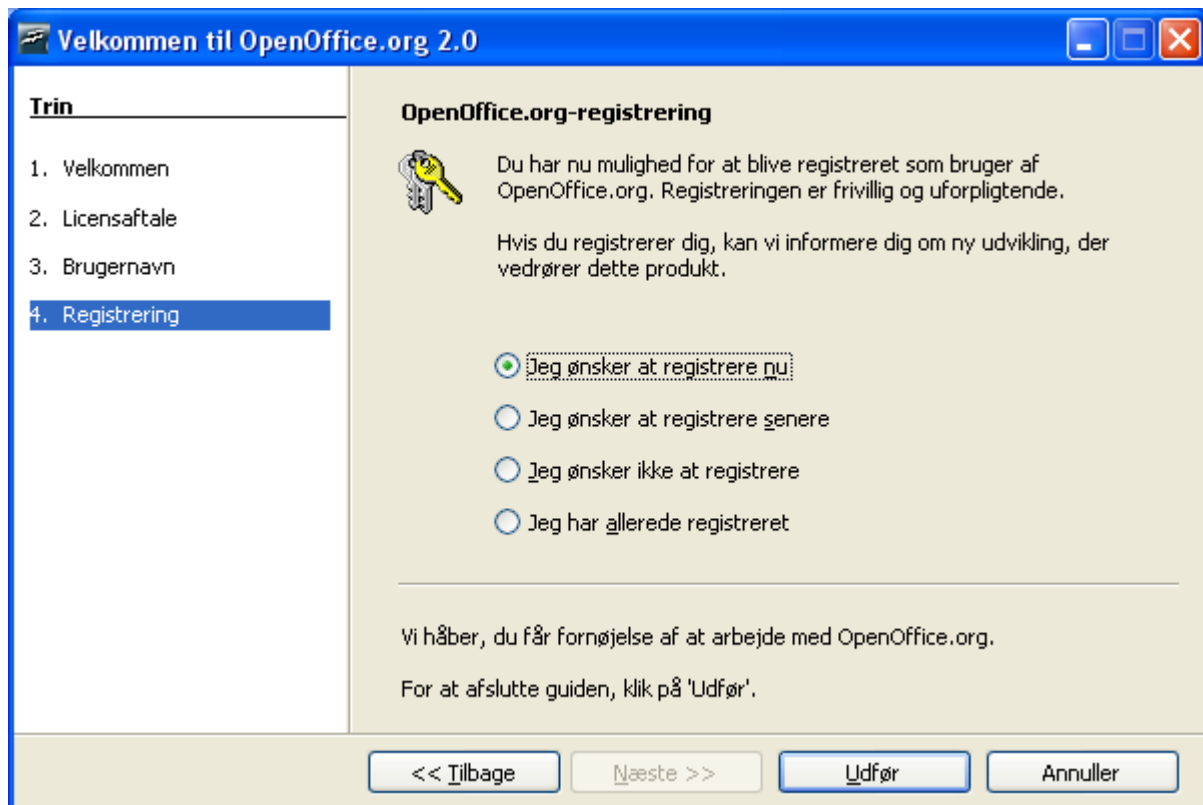 Velkommen til OpenOffice.org 2.0
Trin
1. Velkommen
2. Licensaftale
3. Brugernavn
4. Registrering
OpenOffice.org-registrering
Du har nu mulighed for at blive registreret som bruger af
OpenOffice.org. Registreringen er frivillig og uforpligtende.
Hvis du registrerer dig, kan vi informere dig om ny udvikling, der
vedrører dette produkt.
Jeg ønsker at registrere nu
Jeg ønsker at registrere senere
Jeg ønsker ikke at registrere
Jeg har allerede registreret
Vi håber, du får fornøjelse af at arbejde med OpenOffice.org.
For at afslutte guiden, klik på 'Udfør'.
<< Tilbage
Næste >>
Udfør
Annuller